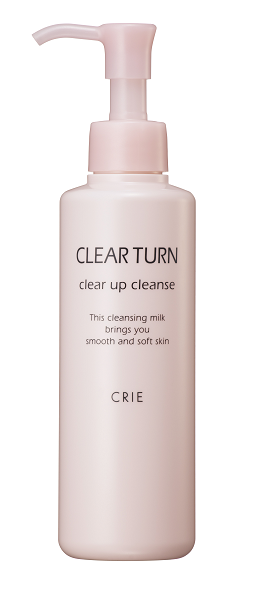 CLEAR TURN
clear up cleanse
This cleansing milk
brings you
smooth and soft skin
CRIE